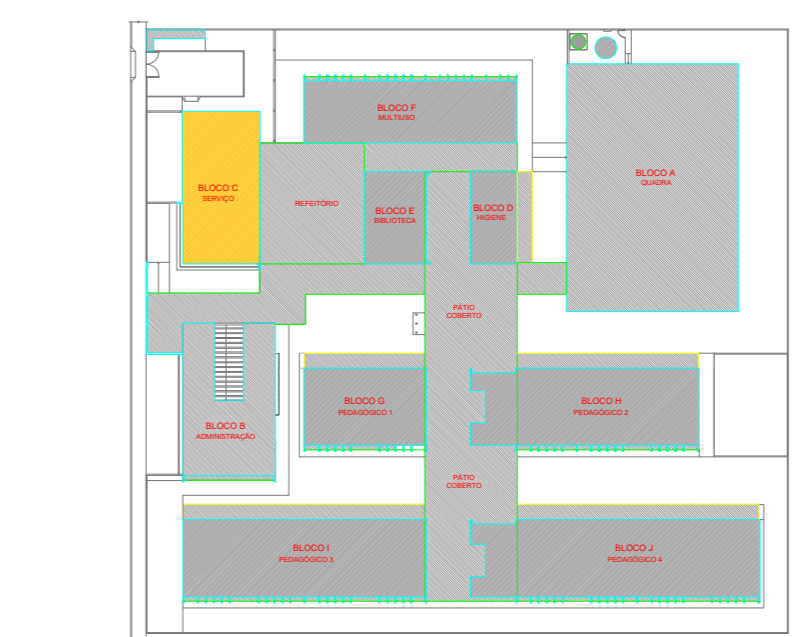 BLOCO F
MULTIUSO
BLOCO A
QUADRA
BLOCO C
SERVIÇO
REFEITÓRIO
BLOCO E
BIBLIOTECA
BLOCO D
HIGIENE
PÁTIO
COBERTO
BLOCO G
PEDAGÓGICO 1
BLOCO H
PEDAGÓGICO 2
BLOCO B
ADMINISTRAÇÃO
PÁTIO
COBERTO
BLOCO I
PEDAGÓGICO 3
BLOCO J
PEDAGÓGICO 4